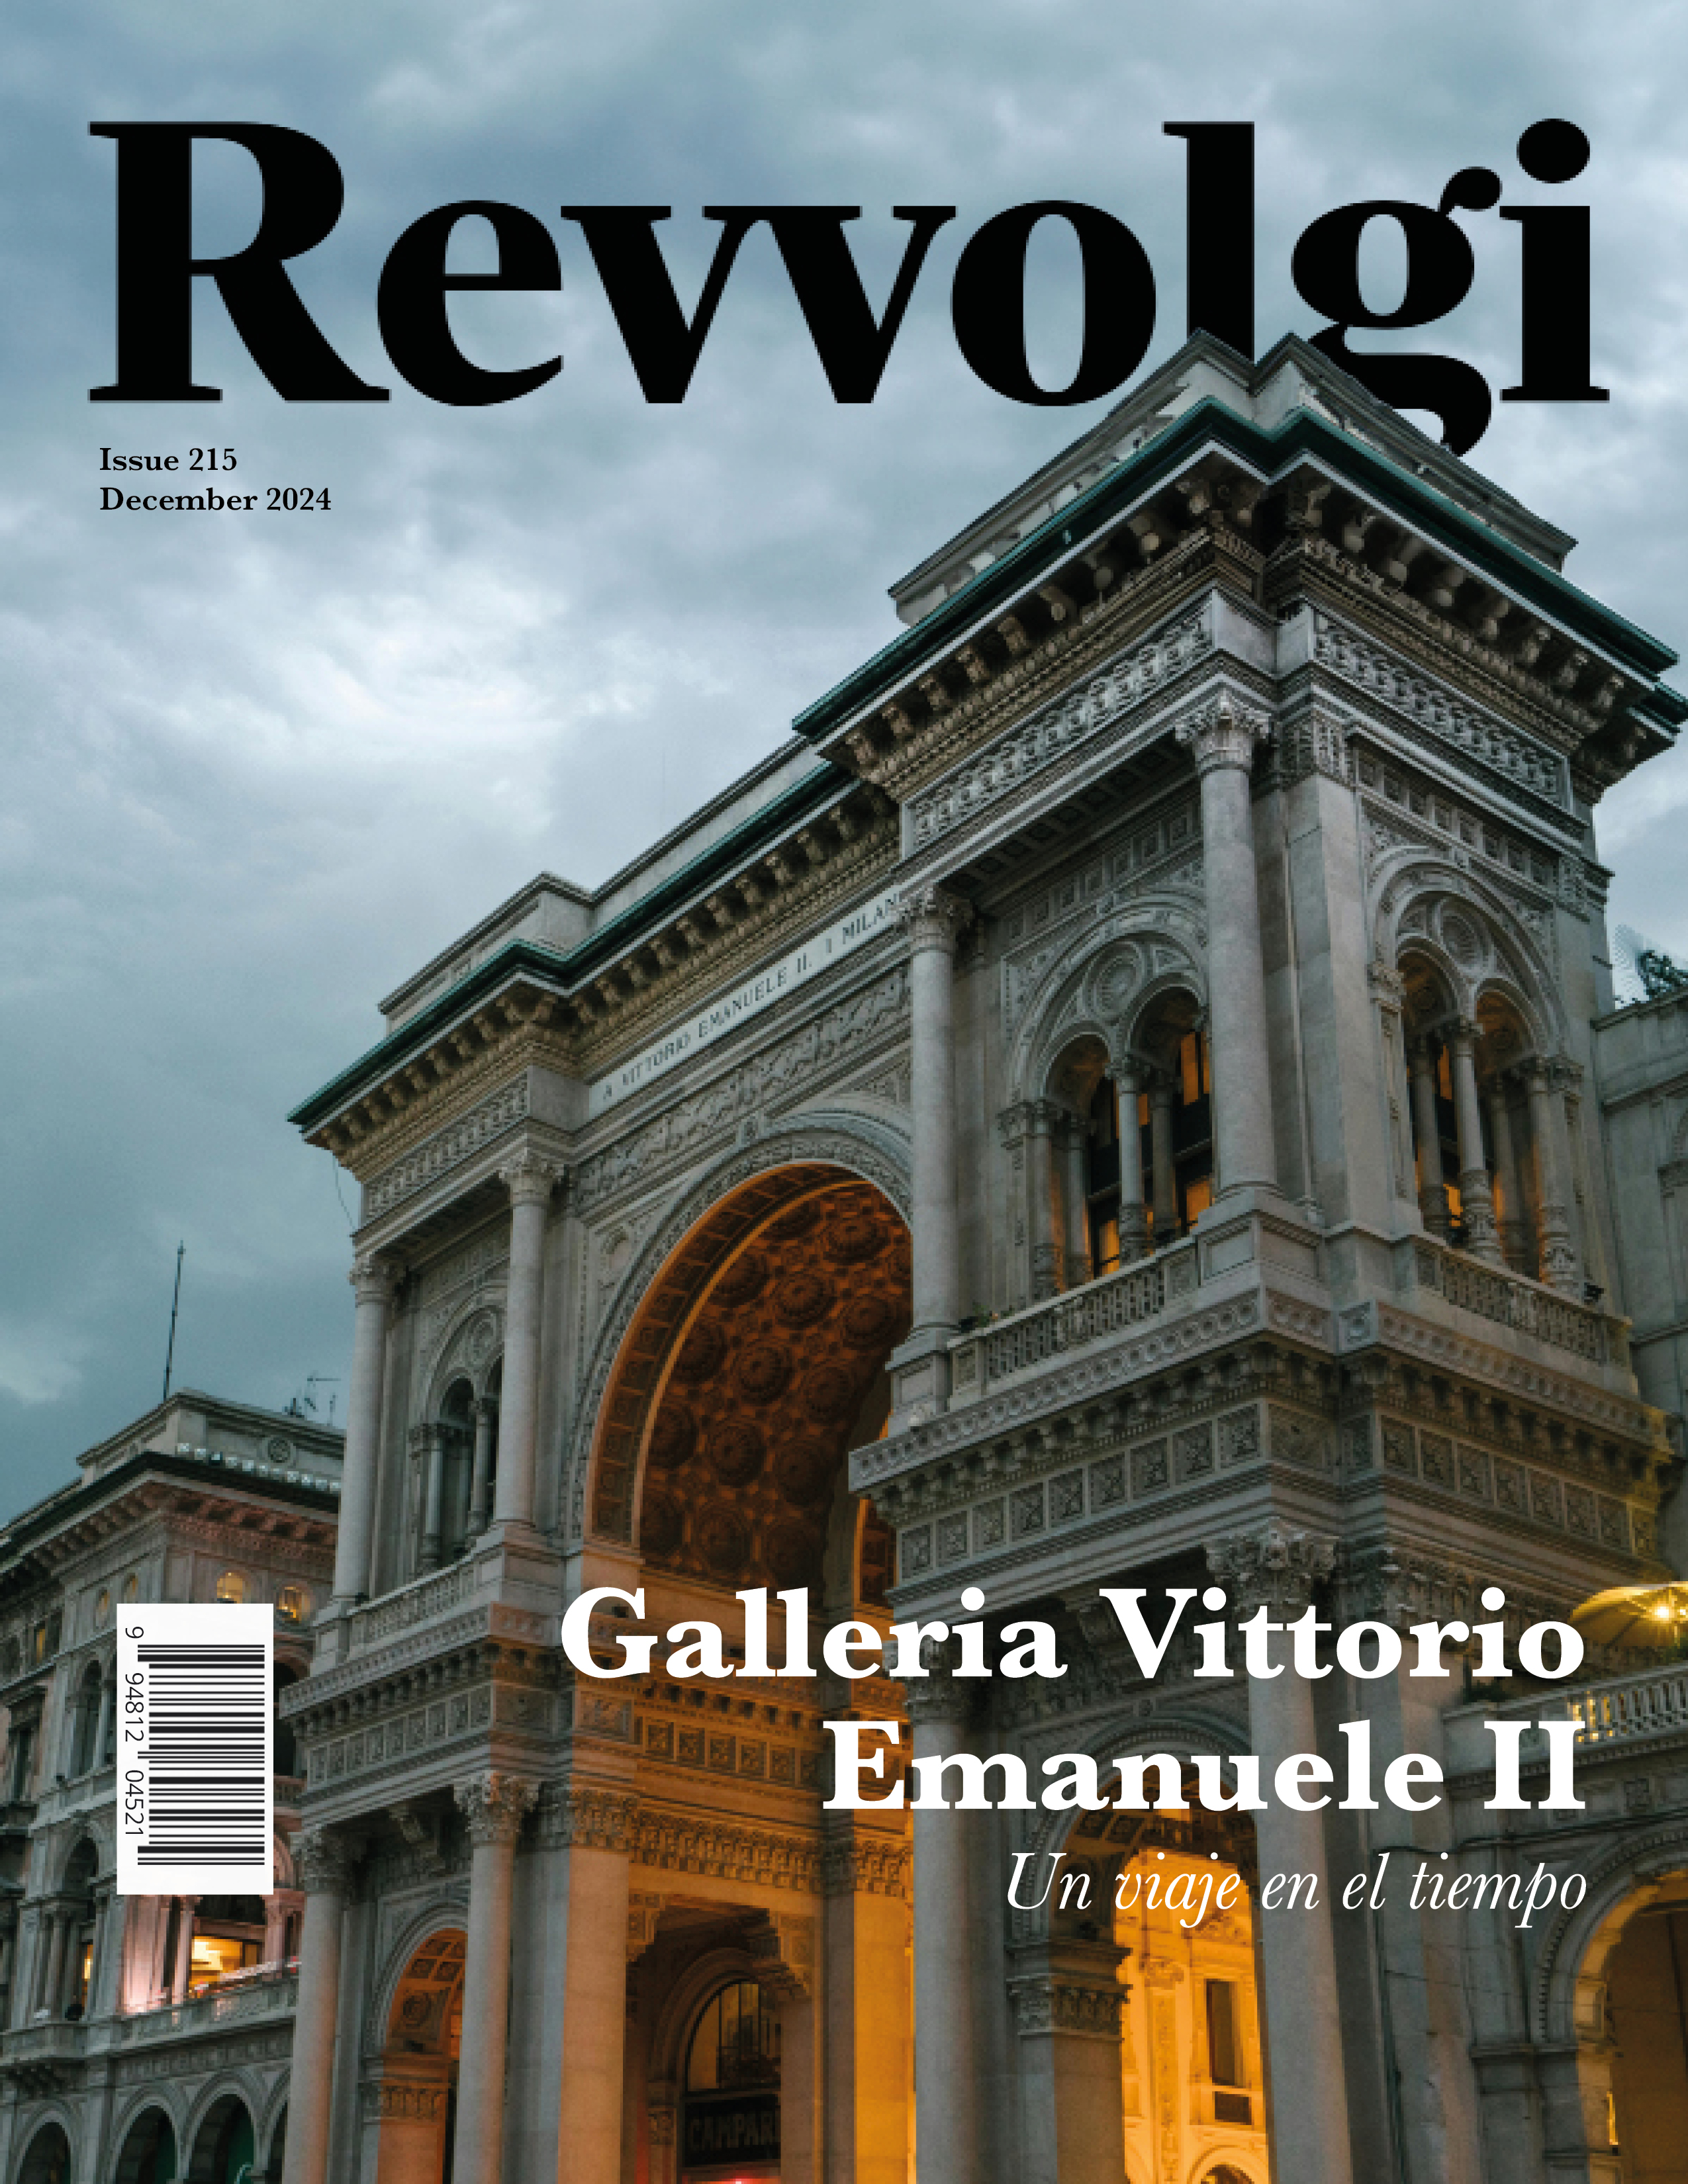 Revvolgi
Issue 215
December 2024
A VITTORIO EMANUELE II. I MILANE
Galleria Vittorio
Emanuele II
Un viaje en el tiempo
9 94812 04521
CAMPARI